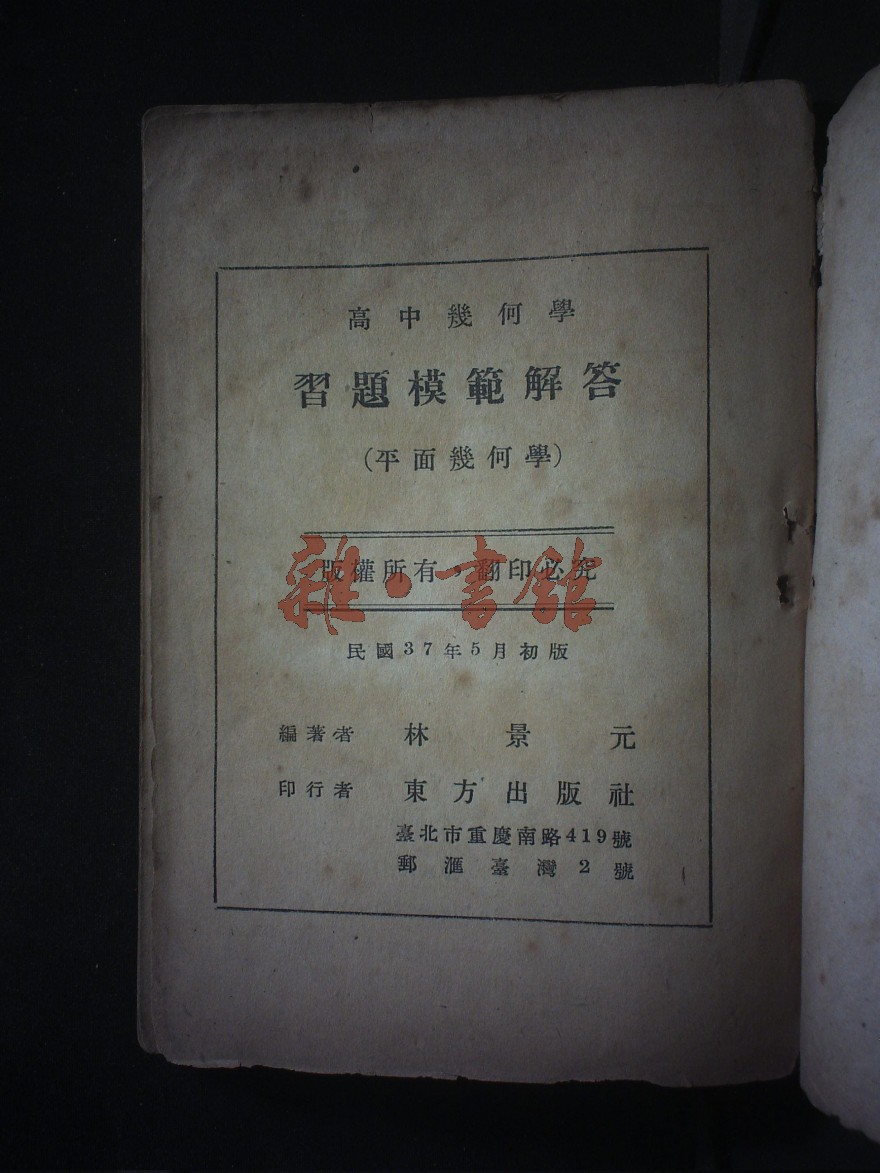 高中幾何學
習題模範解答
(平面幾何學)
版權所有・翻印必究
雜・書館
民國37年5月初版
編著者 林景元
印行者 東方出版社
臺北市重慶南路419號
郵滙臺灣2號